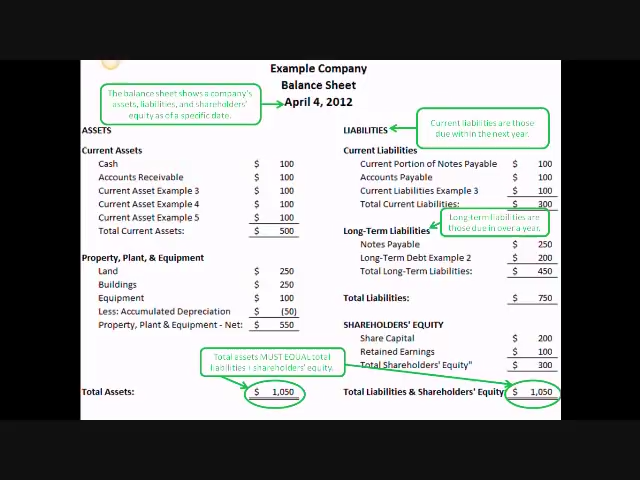 Example Company
Balance Sheet
April 4, 2012
The balance sheet shows a company's
assets, liabilities, and shareholders'
equity as of a specific date.
ASSETS
Current Assets
Cash $ 100
Accounts Receivable $ 100
Current Asset Example 3 $ 100
Current Asset Example 4 $ 100
Current Asset Example 5 $ 100
Total Current Assets: $ 500
Property, Plant, & Equipment
Land $ 250
Buildings $ 250
Equipment $ 100
Less: Accumulated Depreciation $ (50)
Property, Plant & Equipment - Net: $ 550
Total assets MUST EQUAL total
liabilities + shareholders' equity.
Total Assets: $ 1,050
LIABILITIES
Current liabilities are those
due within the next year.
Current Liabilities
Current Portion of Notes Payable $ 100
Accounts Payable $ 100
Current Liabilities Example 3 $ 100
Total Current Liabilities: $ 300
Long-term liabilities are
those due in over a year.
Long-Term Liabilities
Notes Payable $ 250
Long-Term Debt Example 2 $ 200
Total Long-Term Liabilities: $ 450
Total Liabilities: $ 750
SHAREHOLDERS' EQUITY
Share Capital $ 200
Retained Earnings $ 100
Total Shareholders' Equity" $ 300
Total Liabilities & Shareholders' Equity $ 1,050